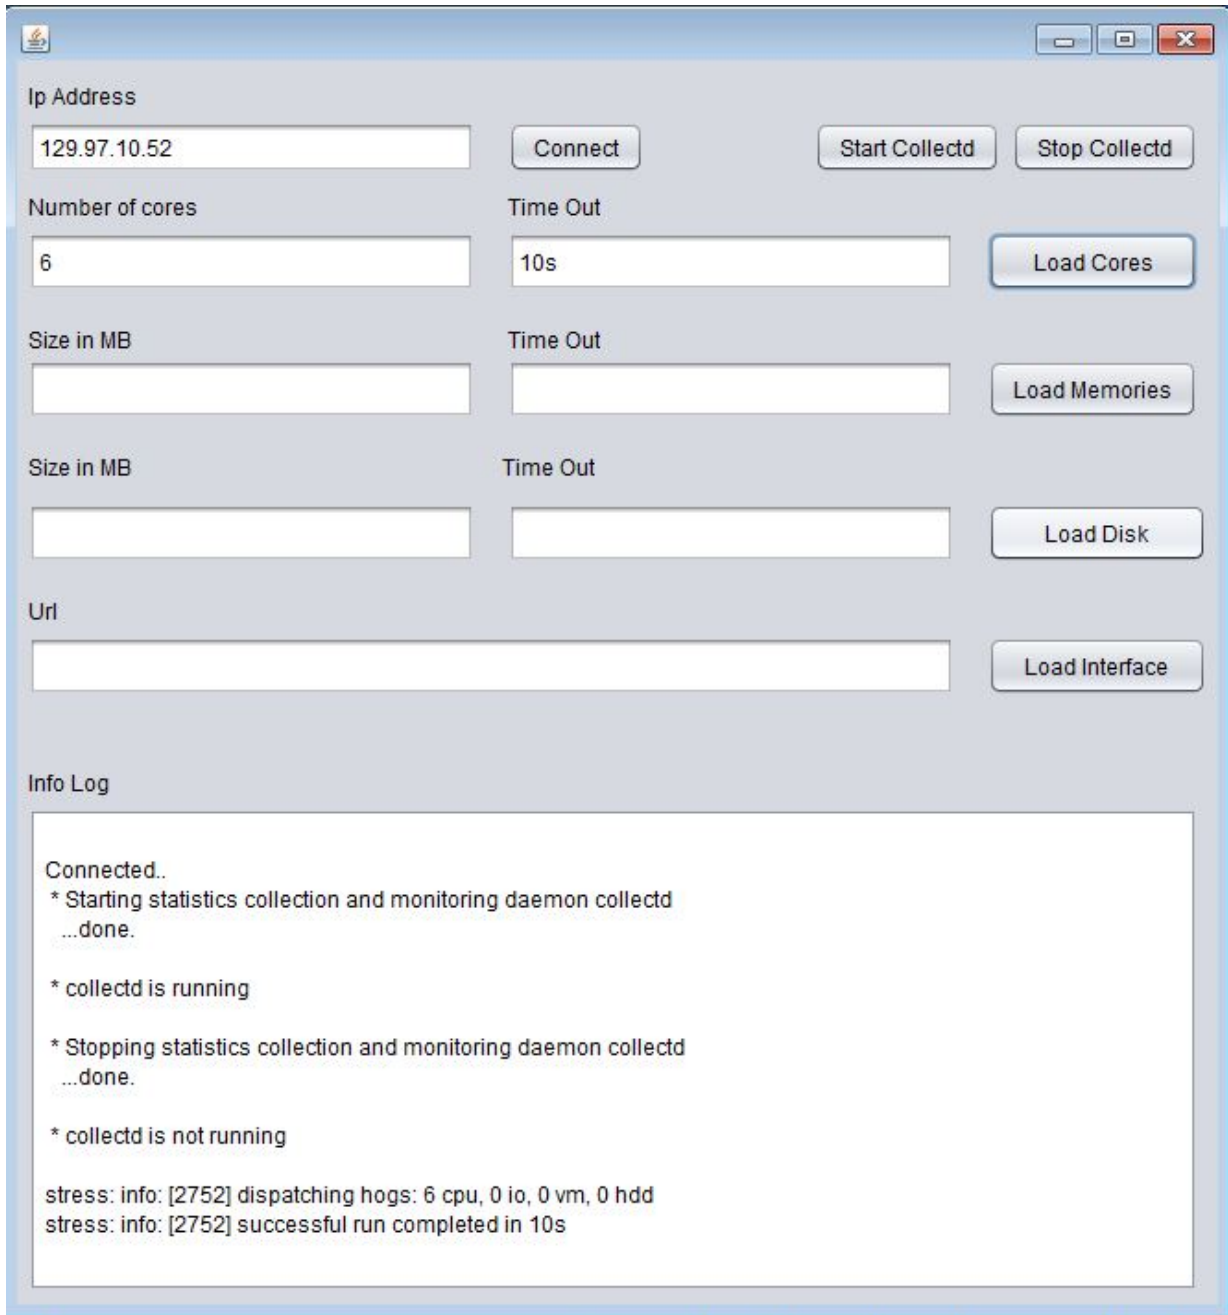 Ip Address
129.97.10.52 Connect Start Collectd Stop Collectd
Number of cores Time Out
6 10s Load Cores
Size in MB Time Out
Load Memories
Size in MB Time Out
Load Disk
Url
Load Interface
Info Log
Connected..
* Starting statistics collection and monitoring daemon collectd
...done.
* collectd is running
* Stopping statistics collection and monitoring daemon collectd
...done.
* collectd is not running
stress: info: [2752] dispatching hogs: 6 cpu, 0 io, 0 vm, 0 hdd
stress: info: [2752] successful run completed in 10s